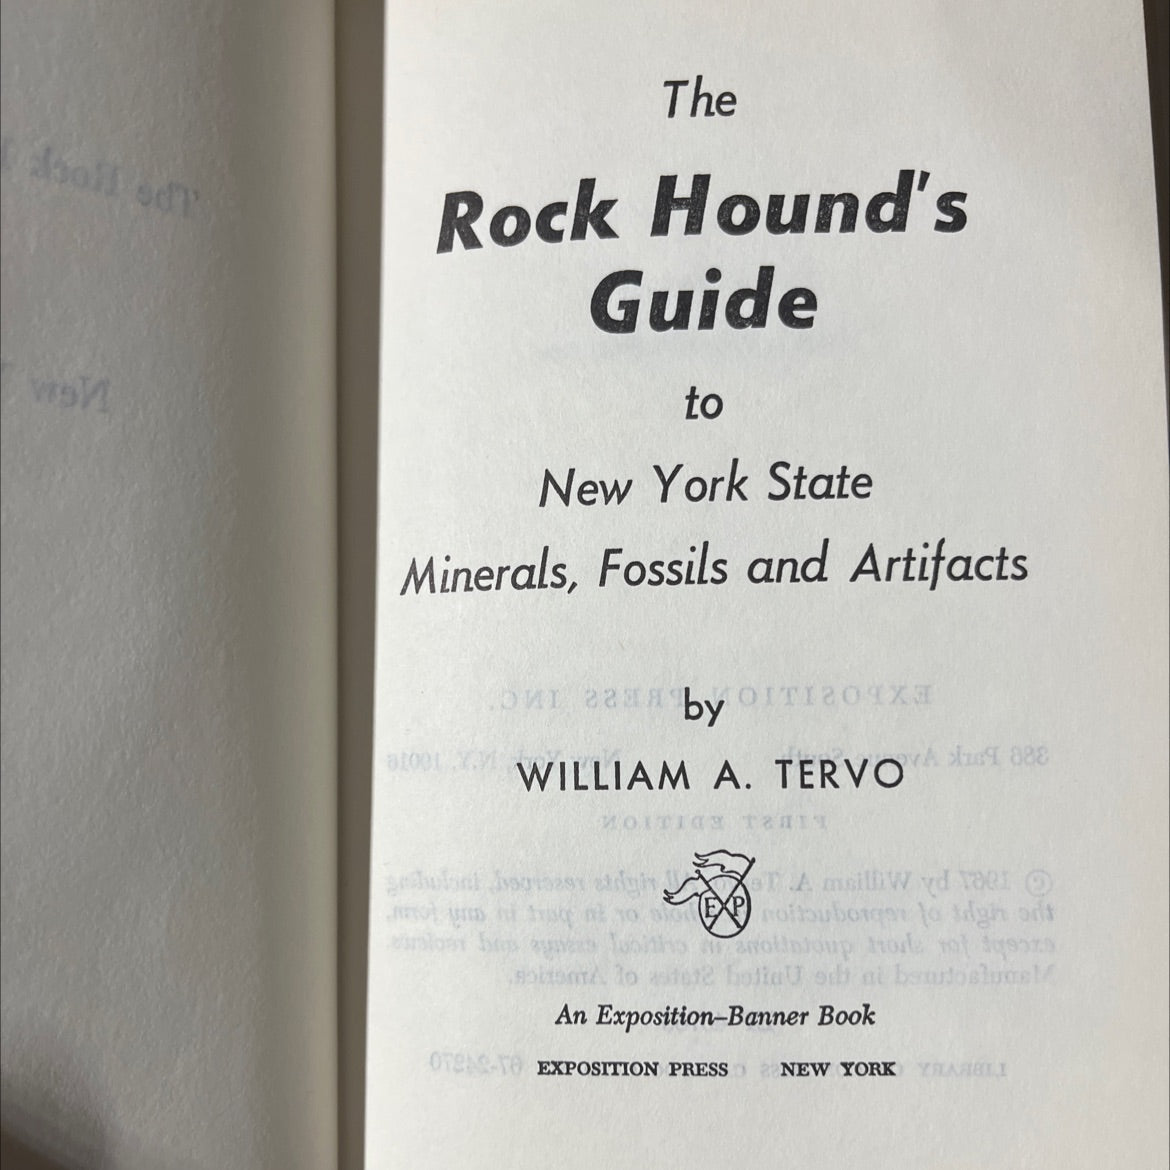 The
Rock Hound's
Guide
to
New York State
Minerals, Fossils and Artifacts
by
WILLIAM A. TERVO
EP
An Exposition–Banner Book
EXPOSITION PRESS NEW YORK